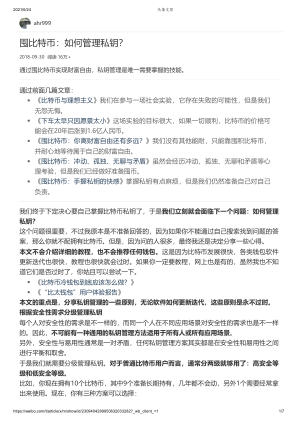 2021/6/24
头条文章
ahr999
囤比特币：如何管理私钥？
2018-09-30 阅读 16万+
通过囤比特币实现财富自由，私钥管理是唯一需要掌握的技能。
通过前面几篇文章：
《比特币与理想主义》我们在参与一场社会实验，它存在失败的可能性，但是我们无怨无悔。
《下车太早只因愿景太小》这场实验的目标很大，如果一切顺利，比特币的价格可能会在20年后涨到1.6亿人民币。
《囤比特币：你离财富自由还有多远？》我们没有其他能耐，只能靠囤积比特币，并耐心地等待属于自己的财富自由。
《囤比特币：冲动，孤独，无聊与矛盾》虽然会经历冲动、孤独、无聊和矛盾等心理考验，但是我们已经做好准备囤币。
《囤比特币：手握私钥的快感》掌握私钥有点麻烦，但是我们仍然准备自己对自己负责。
我们终于下定决心要自己掌握比特币私钥了，于是我们立刻就会面临下一个问题：如何管理私钥？
这个问题很重要，不过我原本是不准备回答的，因为如果你不能通过自己搜索找到问题的答案，那么你就不配拥有比特币。但是，因为问的人很多，最终我还是决定分享一些心得。
本文不会介绍详细的教程，也不会推荐任何钱包。这是因为比特币发展很快，各类钱包软件更新迭代也很快，教程也很快就会过时。如果你一定要教程，网上也是有的，虽然我也不知道它们是否过时了，你姑且可以尝试一下。
《比特币冷钱包到底应该怎么做？》
《“比太钱包”用户体验报告》
本文的重点是，分享私钥管理的一些原则，无论软件如何更新迭代，这些原则是永不过时。
根据安全性需求分级管理私钥
每个人对安全性的需求是不一样的，而同一个人在不同应用场景对安全性的需求也是不一样的。因此，不可能有一种通用的私钥管理方法适用于所有人或所有应用场景。
另外，安全性与易用性通常是一对矛盾，任何私钥管理方案其实都是在安全性和易用性之间进行平衡和取舍。
于是我们就需要分级管理私钥，对于普通比特币用户而言，通常分两级就够用了：高安全等级和低安全等级。
比如，你现在拥有10个比特币，其中9个准备长期持有，几年都不会动，另外1个需要经常拿出来使用。现在，你有三种方案可以选择：
1/7